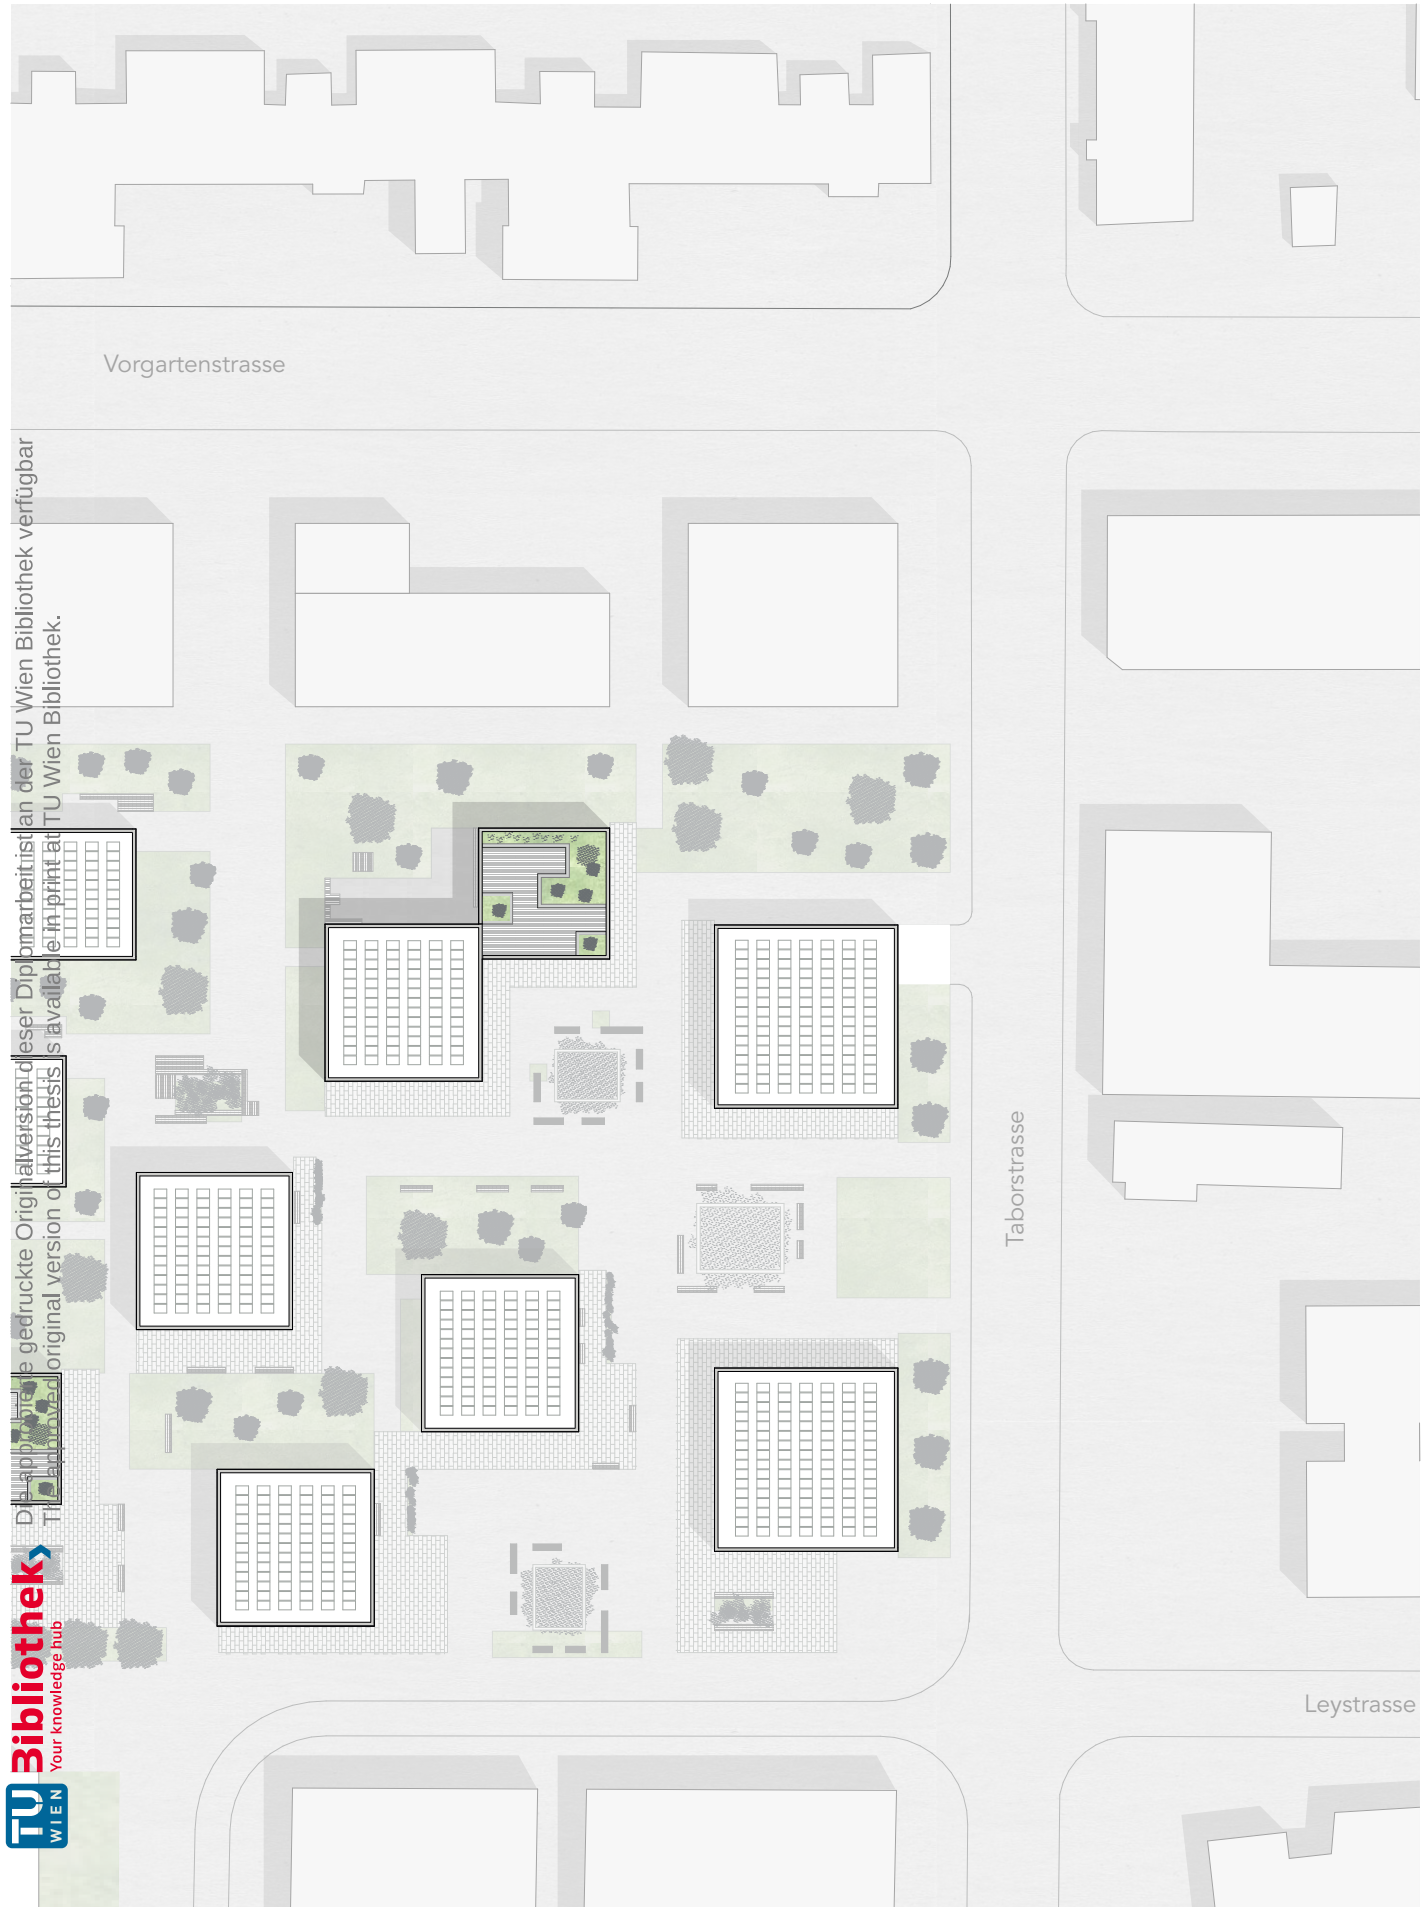 Vorgartenstrasse
Taborstrasse
Leystrasse
Die approbierte gedruckte Originalversion dieser Diplomarbeit ist an der TU Wien Bibliothek verfügbar
The approved original version of this thesis is available in print at TU Wien Bibliothek.
Bibliothek
Your knowledge hub
TU
WIEN